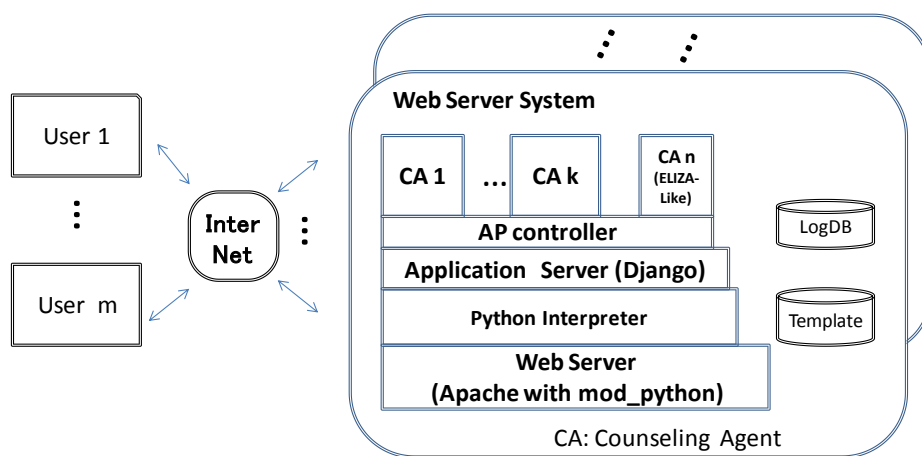 Web Server System
User 1
CA 1
...
CA k
CA n
(ELIZA-
Like)
Inter
Net
AP controller
LogDB
Application Server (Django)
User m
Python Interpreter
Template
Web Server
(Apache with mod_python)
CA: Counseling Agent